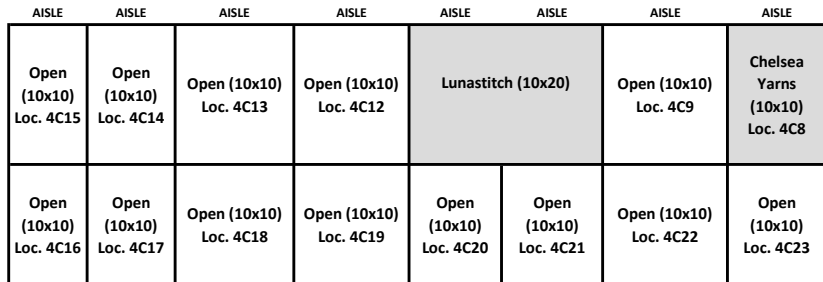 AISLE AISLE AISLE AISLE AISLE AISLE AISLE AISLE
Open
(10x10)
Loc. 4C15
Open
(10x10)
Loc. 4C14
Open (10x10)
Loc. 4C13
Open (10x10)
Loc. 4C12
Lunastitch (10x20)
Open (10x10)
Loc. 4C9
Chelsea
Yarns
(10x10)
Loc. 4C8
Open
(10x10)
Loc. 4C16
Open
(10x10)
Loc. 4C17
Open (10x10)
Loc. 4C18
Open (10x10)
Loc. 4C19
Open
(10x10)
Loc. 4C20
Open
(10x10)
Loc. 4C21
Open (10x10)
Loc. 4C22
Open
(10x10)
Loc. 4C23